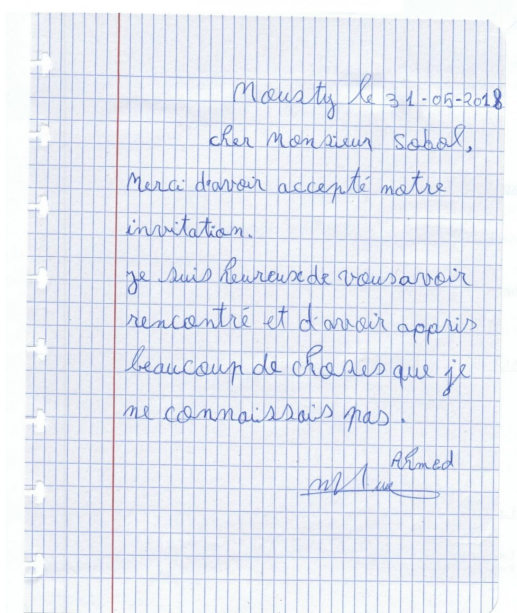 Mousty le 31-05-2018
cher Monsieur Sobol,
Merci d'avoir accepté notre
invitation.
je suis heureux de vous avoir
rencontré et d'avoir appris
beaucoup de choses que je
ne connaissais pas.
Ahmed